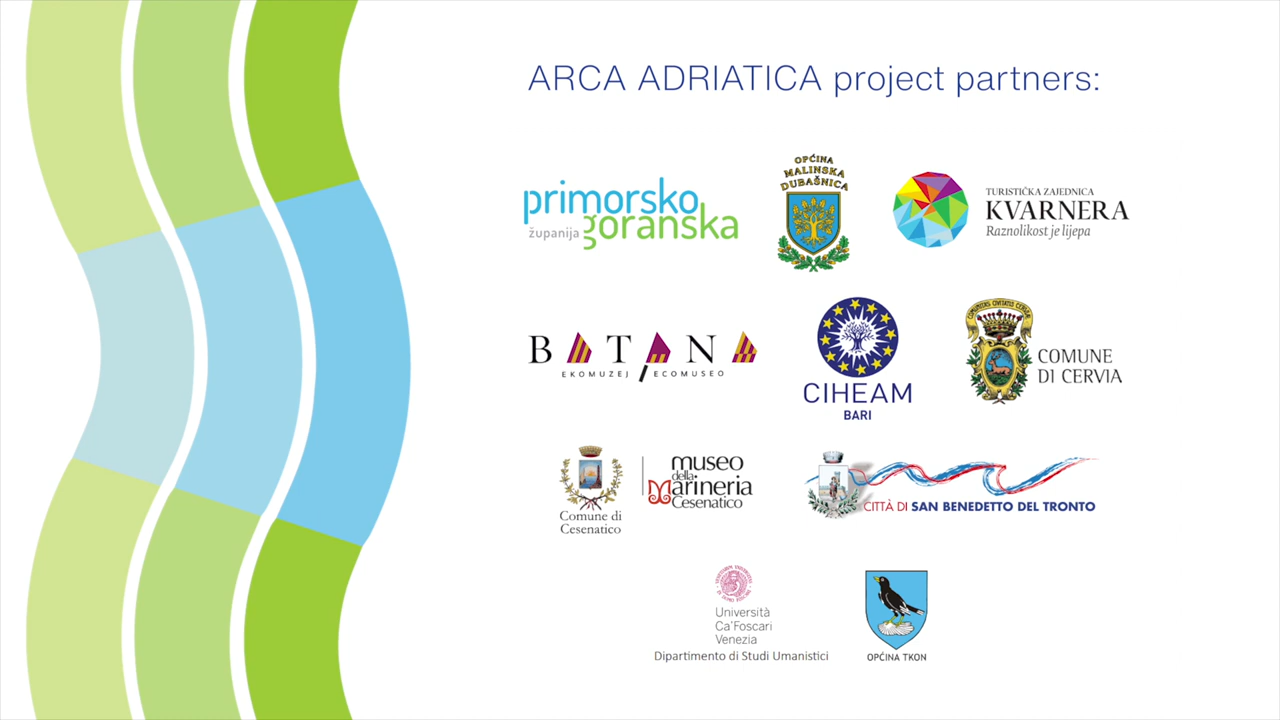 ARCA ADRIATICA project partners:
primorsko
županija goranska
OPĆINA
MALINSKA
DUBAŠNICA
TURISTIČKA ZAJEDNICA
KVARNERA
Raznolikost je lijepa
BATANA
EKOMUZEJ ECOMUSEO
CIHEAM
BARI
COMUNE
DI CERVIA
Comune di
Cesenatico
museo
della
Marineria
Cesenatico
CITTÀ DI SAN BENEDETTO DEL TRONTO
Università
Ca'Foscari
Venezia
Dipartimento di Studi Umanistici
OPĆINA TKON